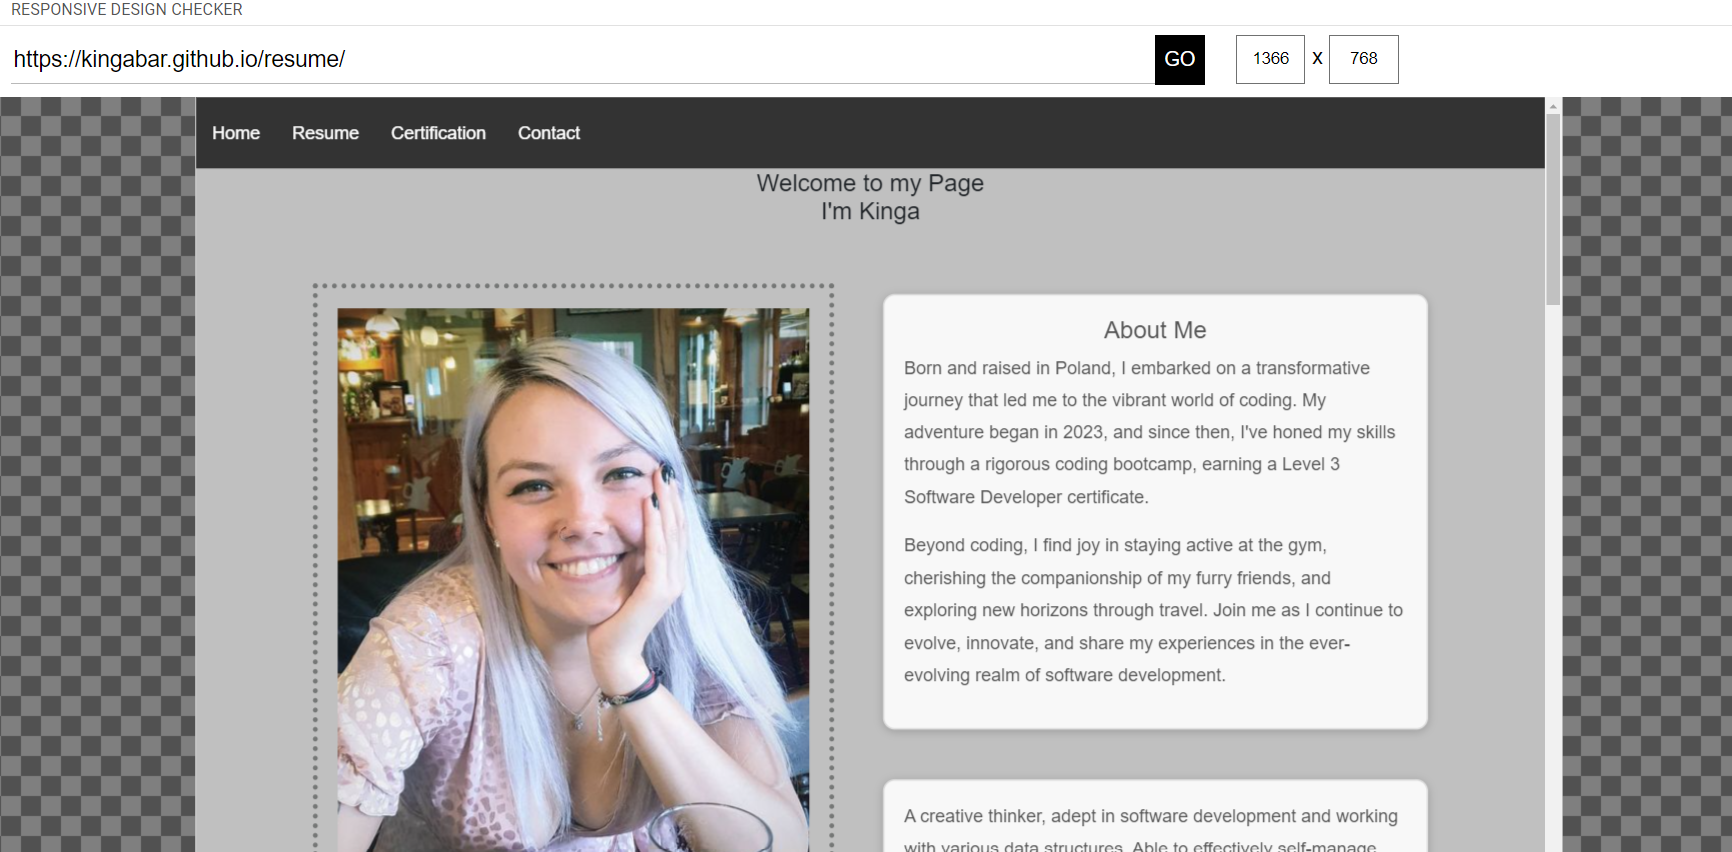 RESPONSIVE DESIGN CHECKER
https://kingabar.github.io/resume/
GO
1366 X 768
Home Resume Certification Contact
Welcome to my Page
I'm Kinga
About Me
Born and raised in Poland, I embarked on a transformative
journey that led me to the vibrant world of coding. My
adventure began in 2023, and since then, I've honed my skills
through a rigorous coding bootcamp, earning a Level 3
Software Developer certificate.
Beyond coding, I find joy in staying active at the gym,
cherishing the companionship of my furry friends, and
exploring new horizons through travel. Join me as I continue to
evolve, innovate, and share my experiences in the ever-
evolving realm of software development.
A creative thinker, adept in software development and working
with various data structures. Able to effectively self-manage